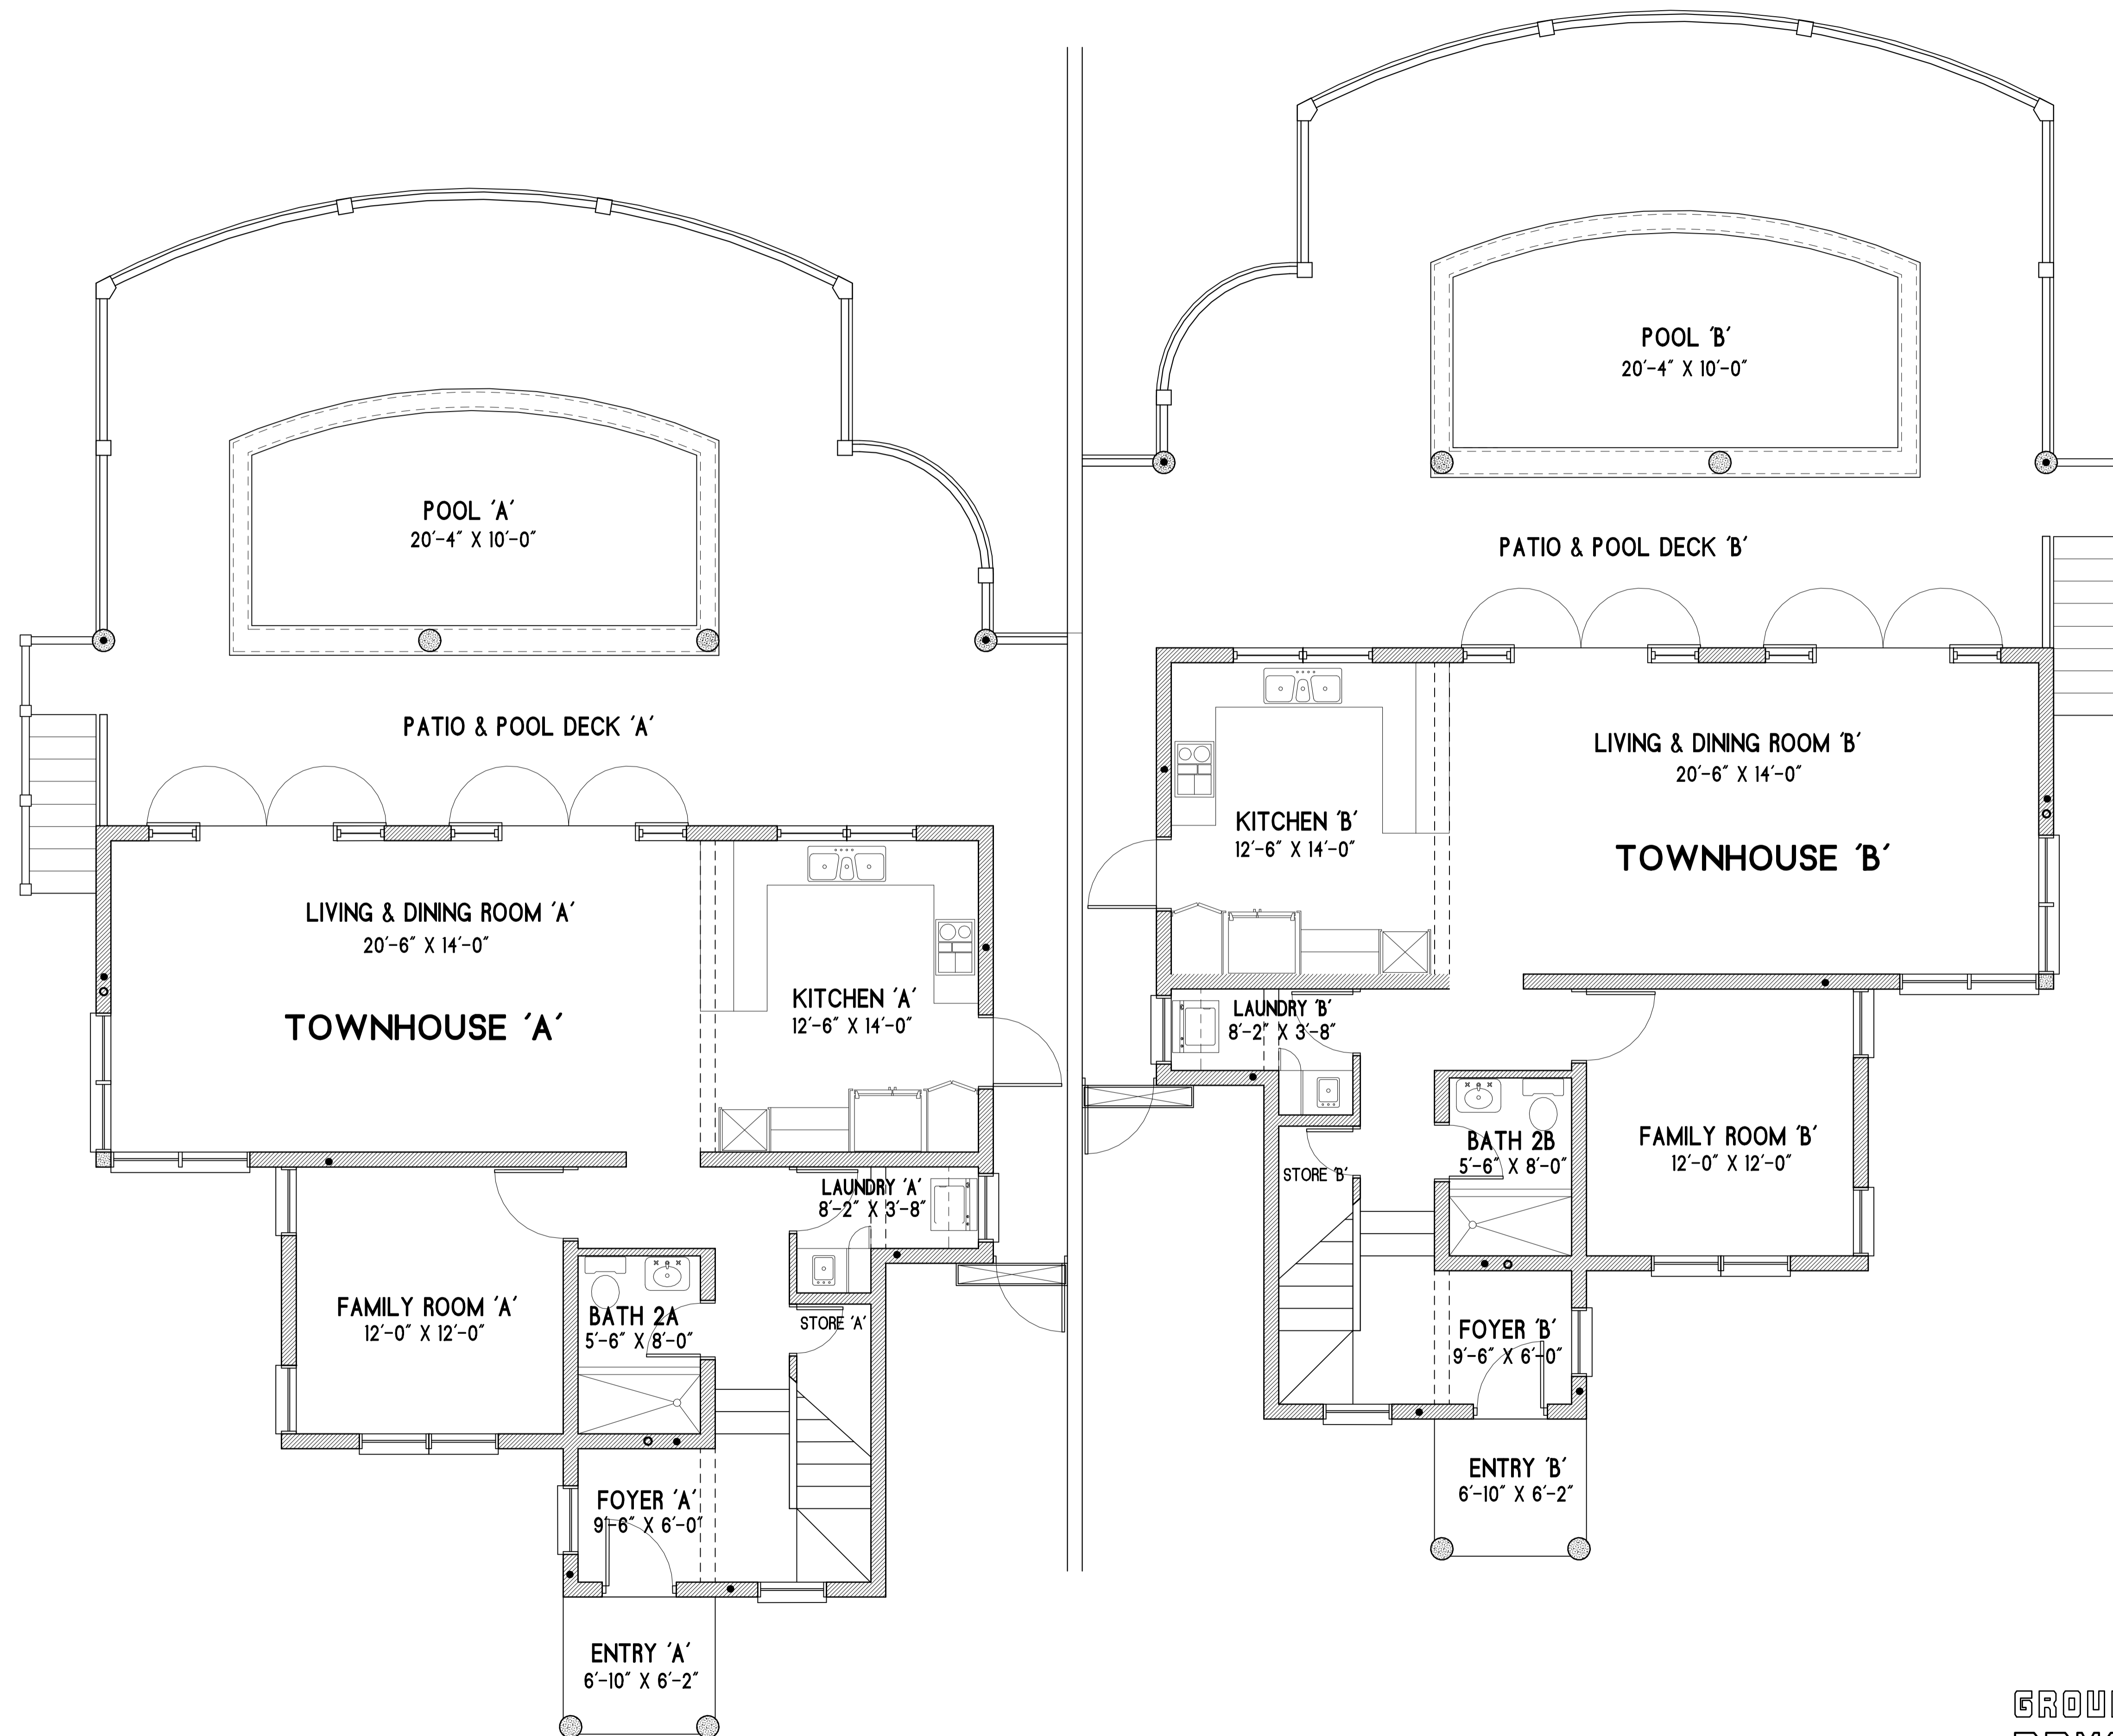 POOL 'A'
20'-4" X 10'-0"
PATIO & POOL DECK 'A'
LIVING & DINING ROOM 'A'
20'-6" X 14'-0"
TOWNHOUSE 'A'
KITCHEN 'A'
12'-6" X 14'-0"
LAUNDRY 'A'
8'-2" X 3'-8"
FAMILY ROOM 'A'
12'-0" X 12'-0"
BATH 2A
5'-6" X 8'-0"
STORE 'A'
FOYER 'A'
9'-6" X 6'-0"
ENTRY 'A'
6'-10" X 6'-2"
POOL 'B'
20'-4" X 10'-0"
PATIO & POOL DECK 'B'
LIVING & DINING ROOM 'B'
20'-6" X 14'-0"
KITCHEN 'B'
12'-6" X 14'-0"
TOWNHOUSE 'B'
LAUNDRY 'B'
8'-2" X 3'-8"
BATH 2B
5'-6" X 8'-0"
FAMILY ROOM 'B'
12'-0" X 12'-0"
STORE 'B'
FOYER 'B'
9'-6" X 6'-0"
ENTRY 'B'
6'-10" X 6'-2"